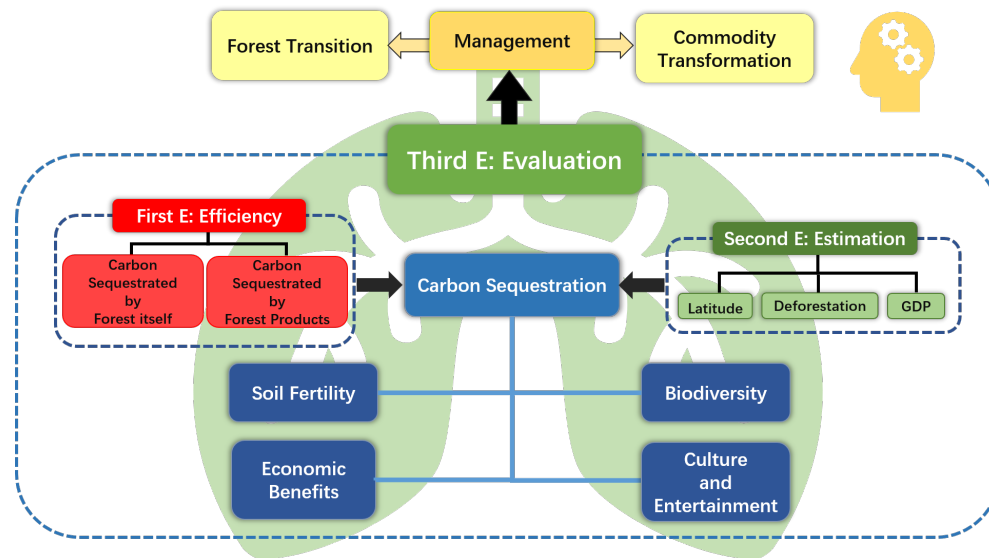 Forest Transition
Management
Commodity
Transformation
Third E: Evaluation
First E: Efficiency
Carbon
Sequestrated
by
Forest itself
Carbon
Sequestrated
by
Forest Products
Carbon Sequestration
Second E: Estimation
Latitude
Deforestation
GDP
Soil Fertility
Biodiversity
Economic
Benefits
Culture
and
Entertainment